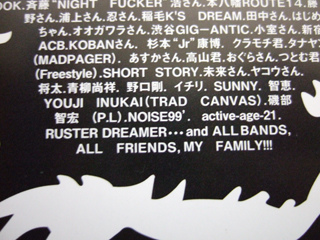 OOK.斉藤"NIGHT FUCKER"浩さん.本八幡ROUTE14.藤
野さん.浦上さん.忍さん.稲毛K'S DREAM.田中さん.はじめ
ちゃん.オオガワラさん.渋谷GIG-ANTIC.小室さん.新宿
ACB.KOBANさん. 杉本"Jr"康博. クラモチ君.タナヤン
(MADPAGER). あすかさん.高山君.おぐらさん.つとむ君
(Freestyle).SHORT STORY.未来さん.ヤコウさん.
将太.青柳尚祥. 野口剛. イチリ. SUNNY. 智恵.
YOUJI INUKAI(TRAD CANVAS).磯部
智宏 (P.L).NOISE99'. active-age-21.
RUSTER DREAMER・・・and ALLBANDS,
ALL FRIENDS, MY FAMILY!!!